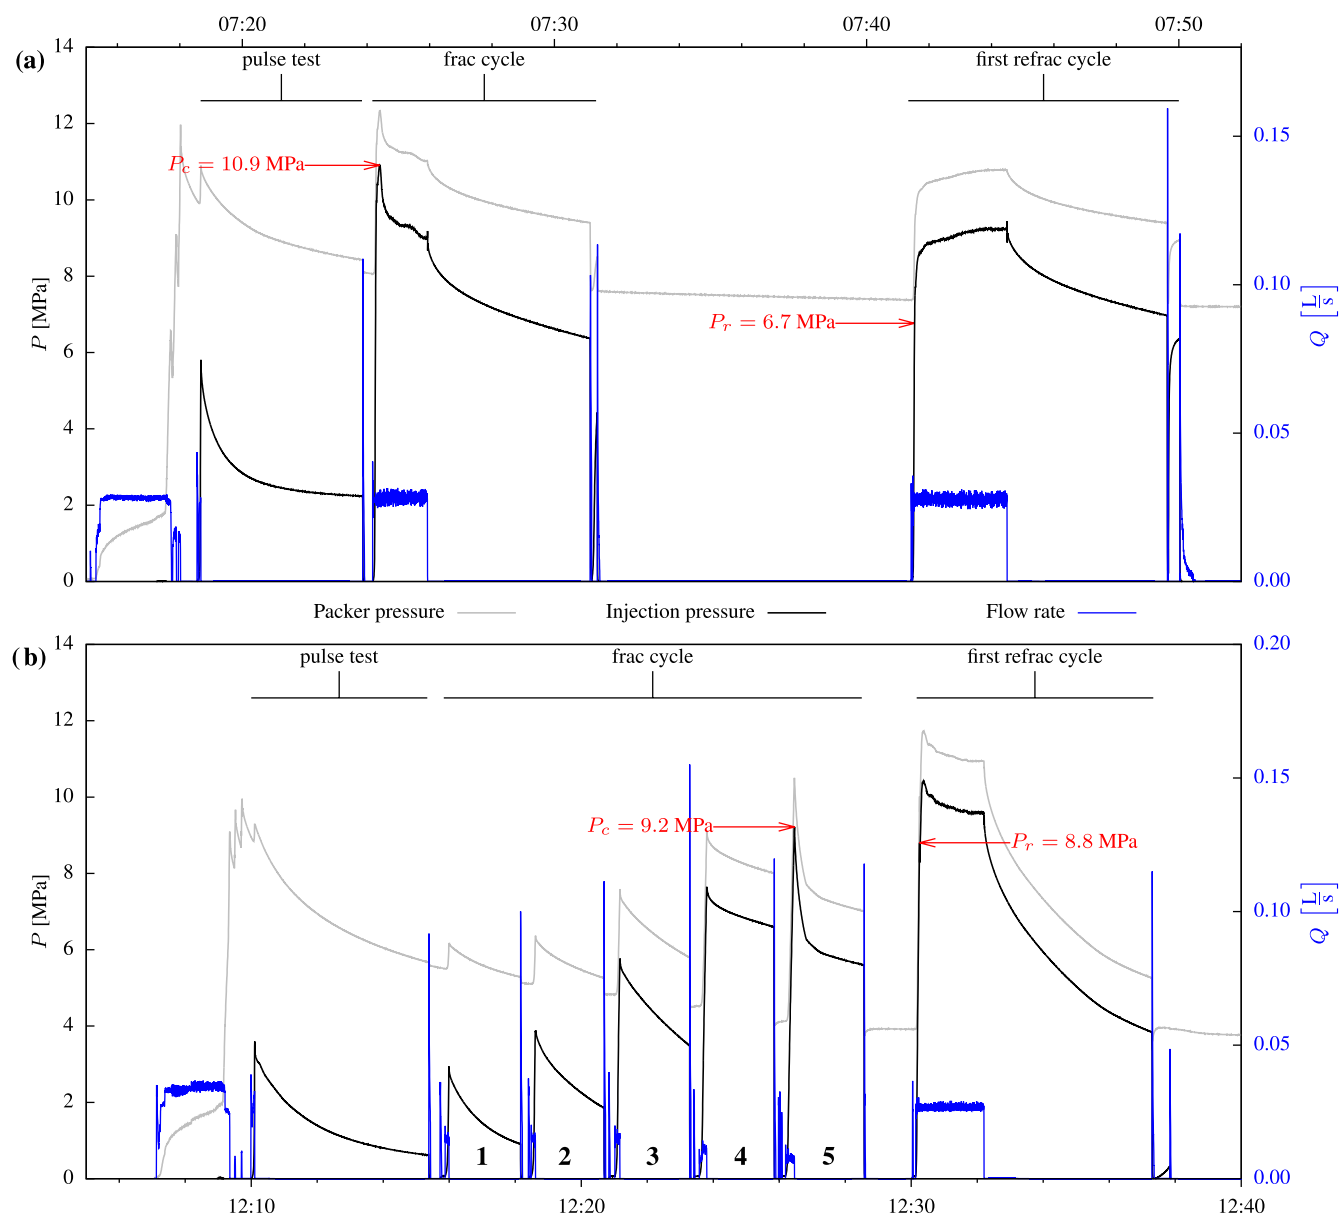 07:20 07:30 07:40 07:50
(a)
14
pulse test frac cycle first refrac cycle
12
0.15
P_c = 10.9 MPa
10
0.10
8
P [MPa]
Q [L/s]
P_r = 6.7 MPa
6
4
0.05
2
0
0.00
Packer pressure Injection pressure Flow rate
(b)
14
0.20
pulse test frac cycle first refrac cycle
12
0.15
10
P_c = 9.2 MPa
P_r = 8.8 MPa
8
P [MPa]
Q [L/s]
0.10
6
4
0.05
2
1 2 3 4 5
0
0.00
12:10 12:20 12:30 12:40